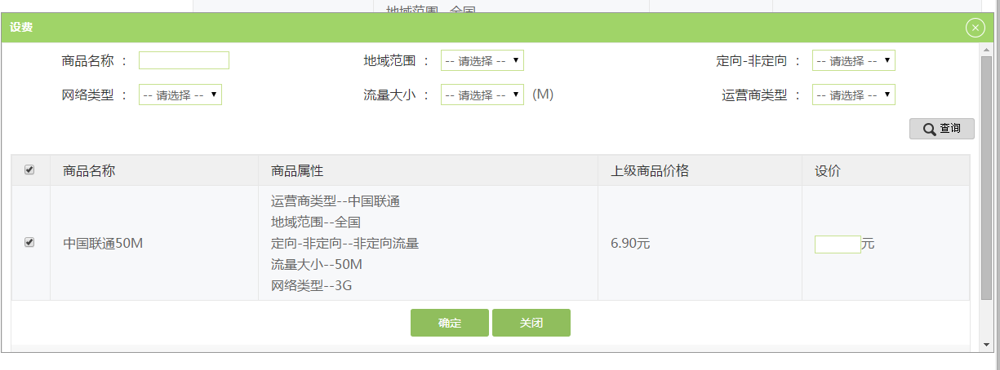 地域范围--全国
设费
商品名称 : 地域范围 : -- 请选择 -- 定向-非定向 : -- 请选择 --
网络类型 : -- 请选择 -- 流量大小 : -- 请选择 -- (M) 运营商类型 : -- 请选择 --
查询
商品名称 商品属性 上级商品价格 设价
运营商类型--中国联通
地域范围--全国
中国联通50M 定向-非定向--非定向流量 6.90元 元
流量大小--50M
网络类型--3G
确定 关闭